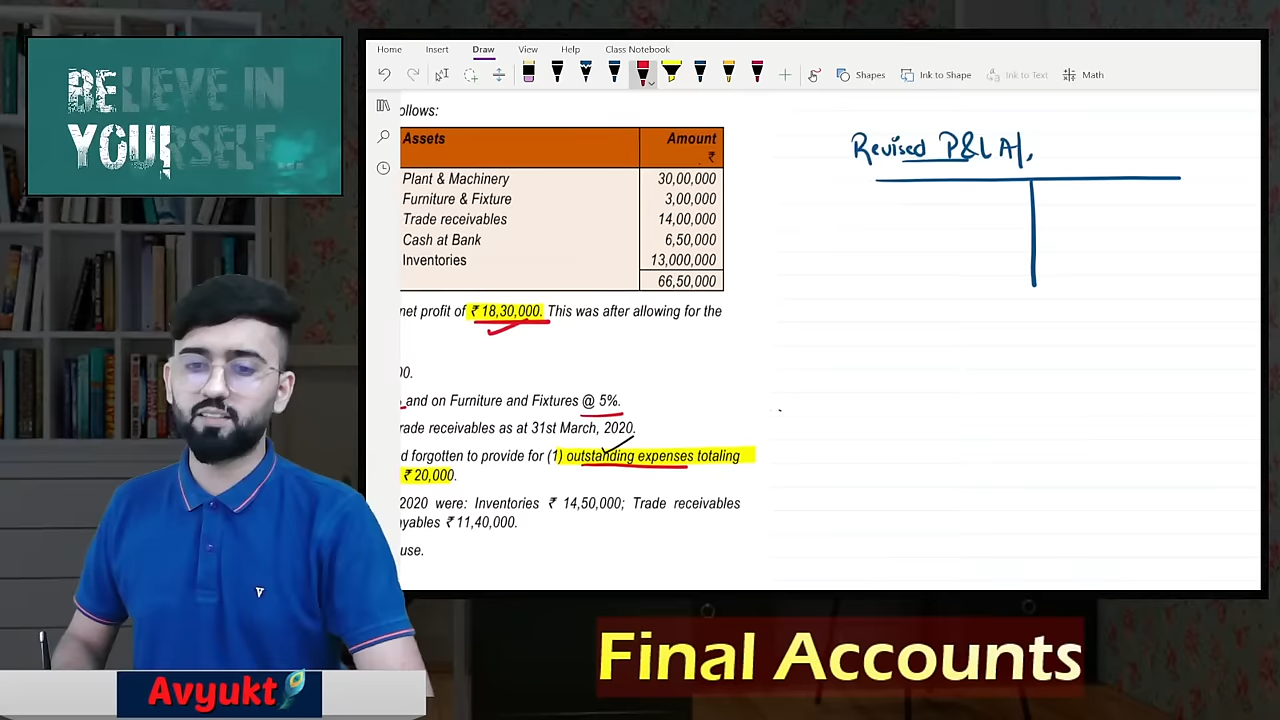 BELIEVE IN
YOURSELF...
Home Insert Draw View Help Class Notebook
Shapes Ink to Shape Ink to Text Math
ollows:
Assets Amount
₹
Plant & Machinery 30,00,000
Furniture & Fixture 3,00,000
Trade receivables 14,00,000
Cash at Bank 6,50,000
Inventories 13,000,000
66,50,000
net profit of ₹ 18,30,000. This was after allowing for the
00.
and on Furniture and Fixtures @ 5%.
rade receivables as at 31st March, 2020.
d forgotten to provide for (1) outstanding expenses totaling
₹ 20,000.
2020 were: Inventories ₹ 14,50,000; Trade receivables
ayables ₹ 11,40,000.
use.
Revised P&L A/,
Final Accounts
Avyukt